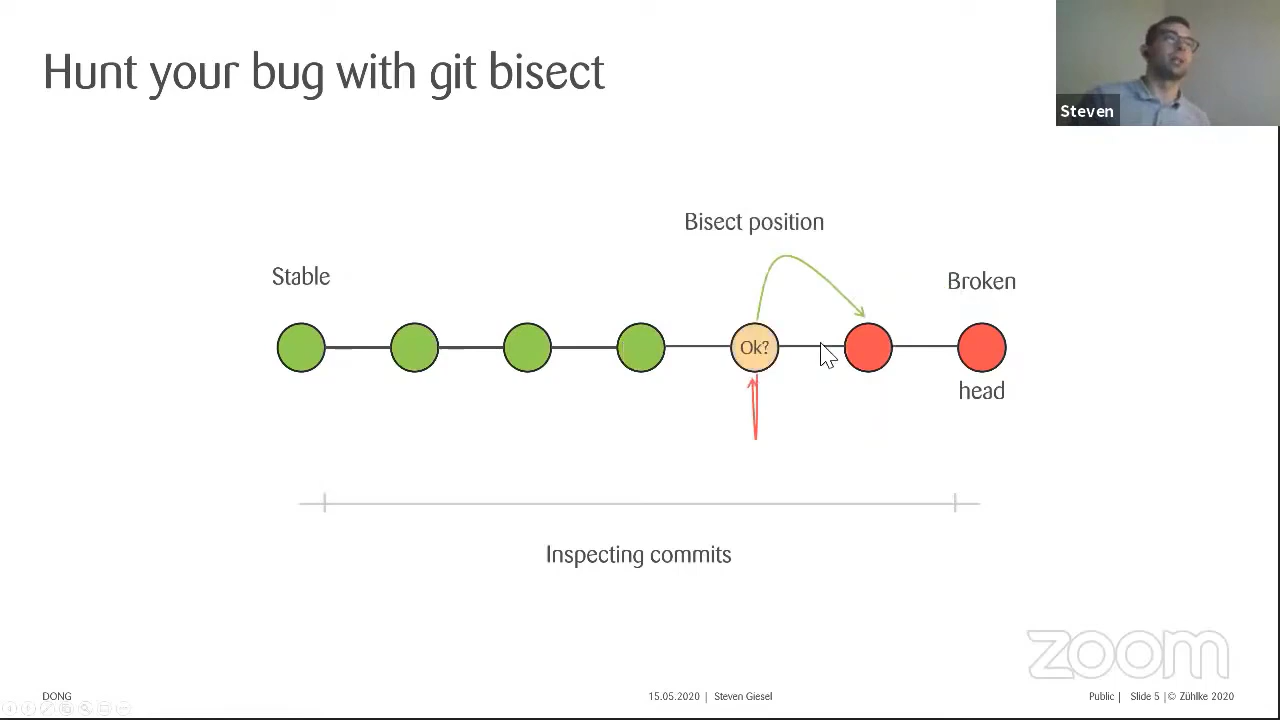 Hunt your bug with git bisect
Steven
Bisect position
Stable
Broken
Ok?
head
Inspecting commits
zoom
DONG
15.05.2020 | Steven Giesel
Public | Slide 5 | © Zühlke 2020